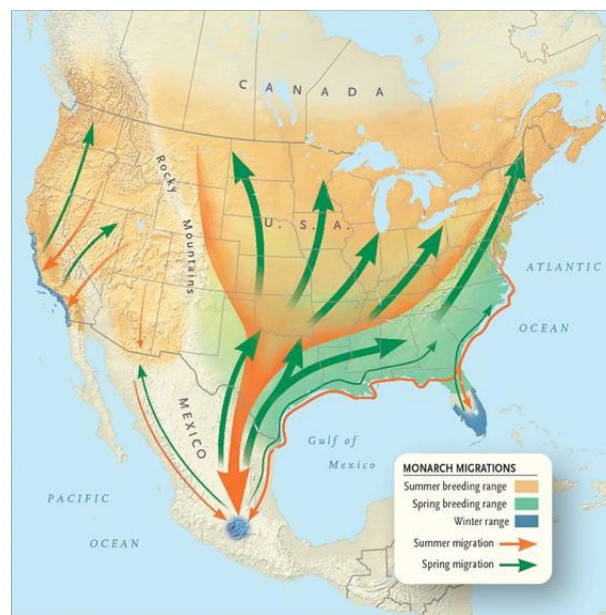 CANADA
Rocky
Mountains
U.S.A.
ATLANTIC
OCEAN
MEXICO
Gulf of
Mexico
PACIFIC
OCEAN
MONARCH MIGRATIONS
Summer breeding range
Spring breeding range
Winter range
Summer migration
Spring migration